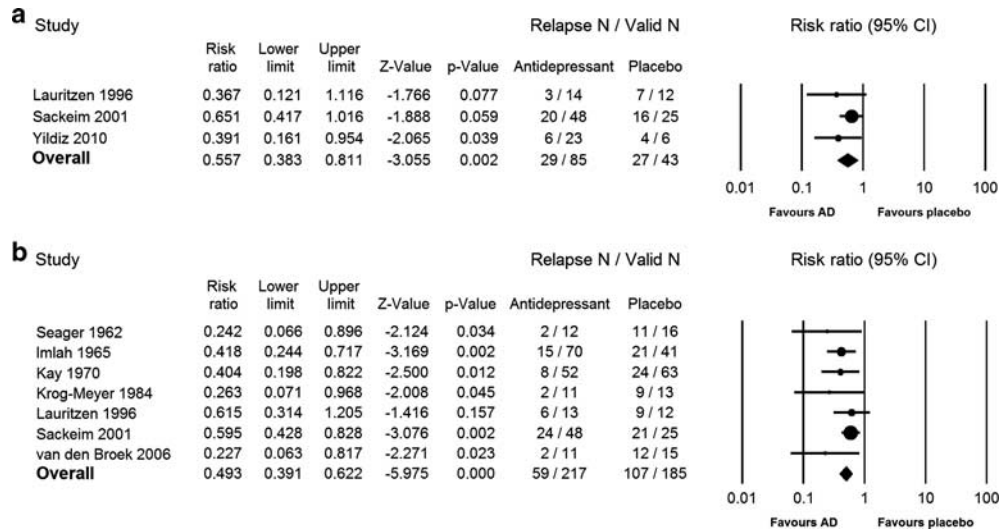 a
Study Relapse N / Valid N Risk ratio (95% CI)
Risk ratio Lower limit Upper limit Z-Value p-Value Antidepressant Placebo
Lauritzen 1996 0.367 0.121 1.116 -1.766 0.077 3 / 14 7 / 12
Sackeim 2001 0.651 0.417 1.016 -1.888 0.059 20 / 48 16 / 25
Yildiz 2010 0.391 0.161 0.954 -2.065 0.039 6 / 23 4 / 6
Overall 0.557 0.383 0.811 -3.055 0.002 29 / 85 27 / 43
0.01 0.1 1 10 100
Favours AD Favours placebo
b
Study Relapse N / Valid N Risk ratio (95% CI)
Risk ratio Lower limit Upper limit Z-Value p-Value Antidepressant Placebo
Seager 1962 0.242 0.066 0.896 -2.124 0.034 2 / 12 11 / 16
Imlah 1965 0.418 0.244 0.717 -3.169 0.002 15 / 70 21 / 41
Kay 1970 0.404 0.198 0.822 -2.500 0.012 8 / 52 24 / 63
Krog-Meyer 1984 0.263 0.071 0.968 -2.008 0.045 2 / 11 9 / 13
Lauritzen 1996 0.615 0.314 1.205 -1.416 0.157 6 / 13 9 / 12
Sackeim 2001 0.595 0.428 0.828 -3.076 0.002 24 / 48 21 / 25
van den Broek 2006 0.227 0.063 0.817 -2.271 0.023 2 / 11 12 / 15
Overall 0.493 0.391 0.622 -5.975 0.000 59 / 217 107 / 185
0.01 0.1 1 10 100
Favours AD Favours placebo